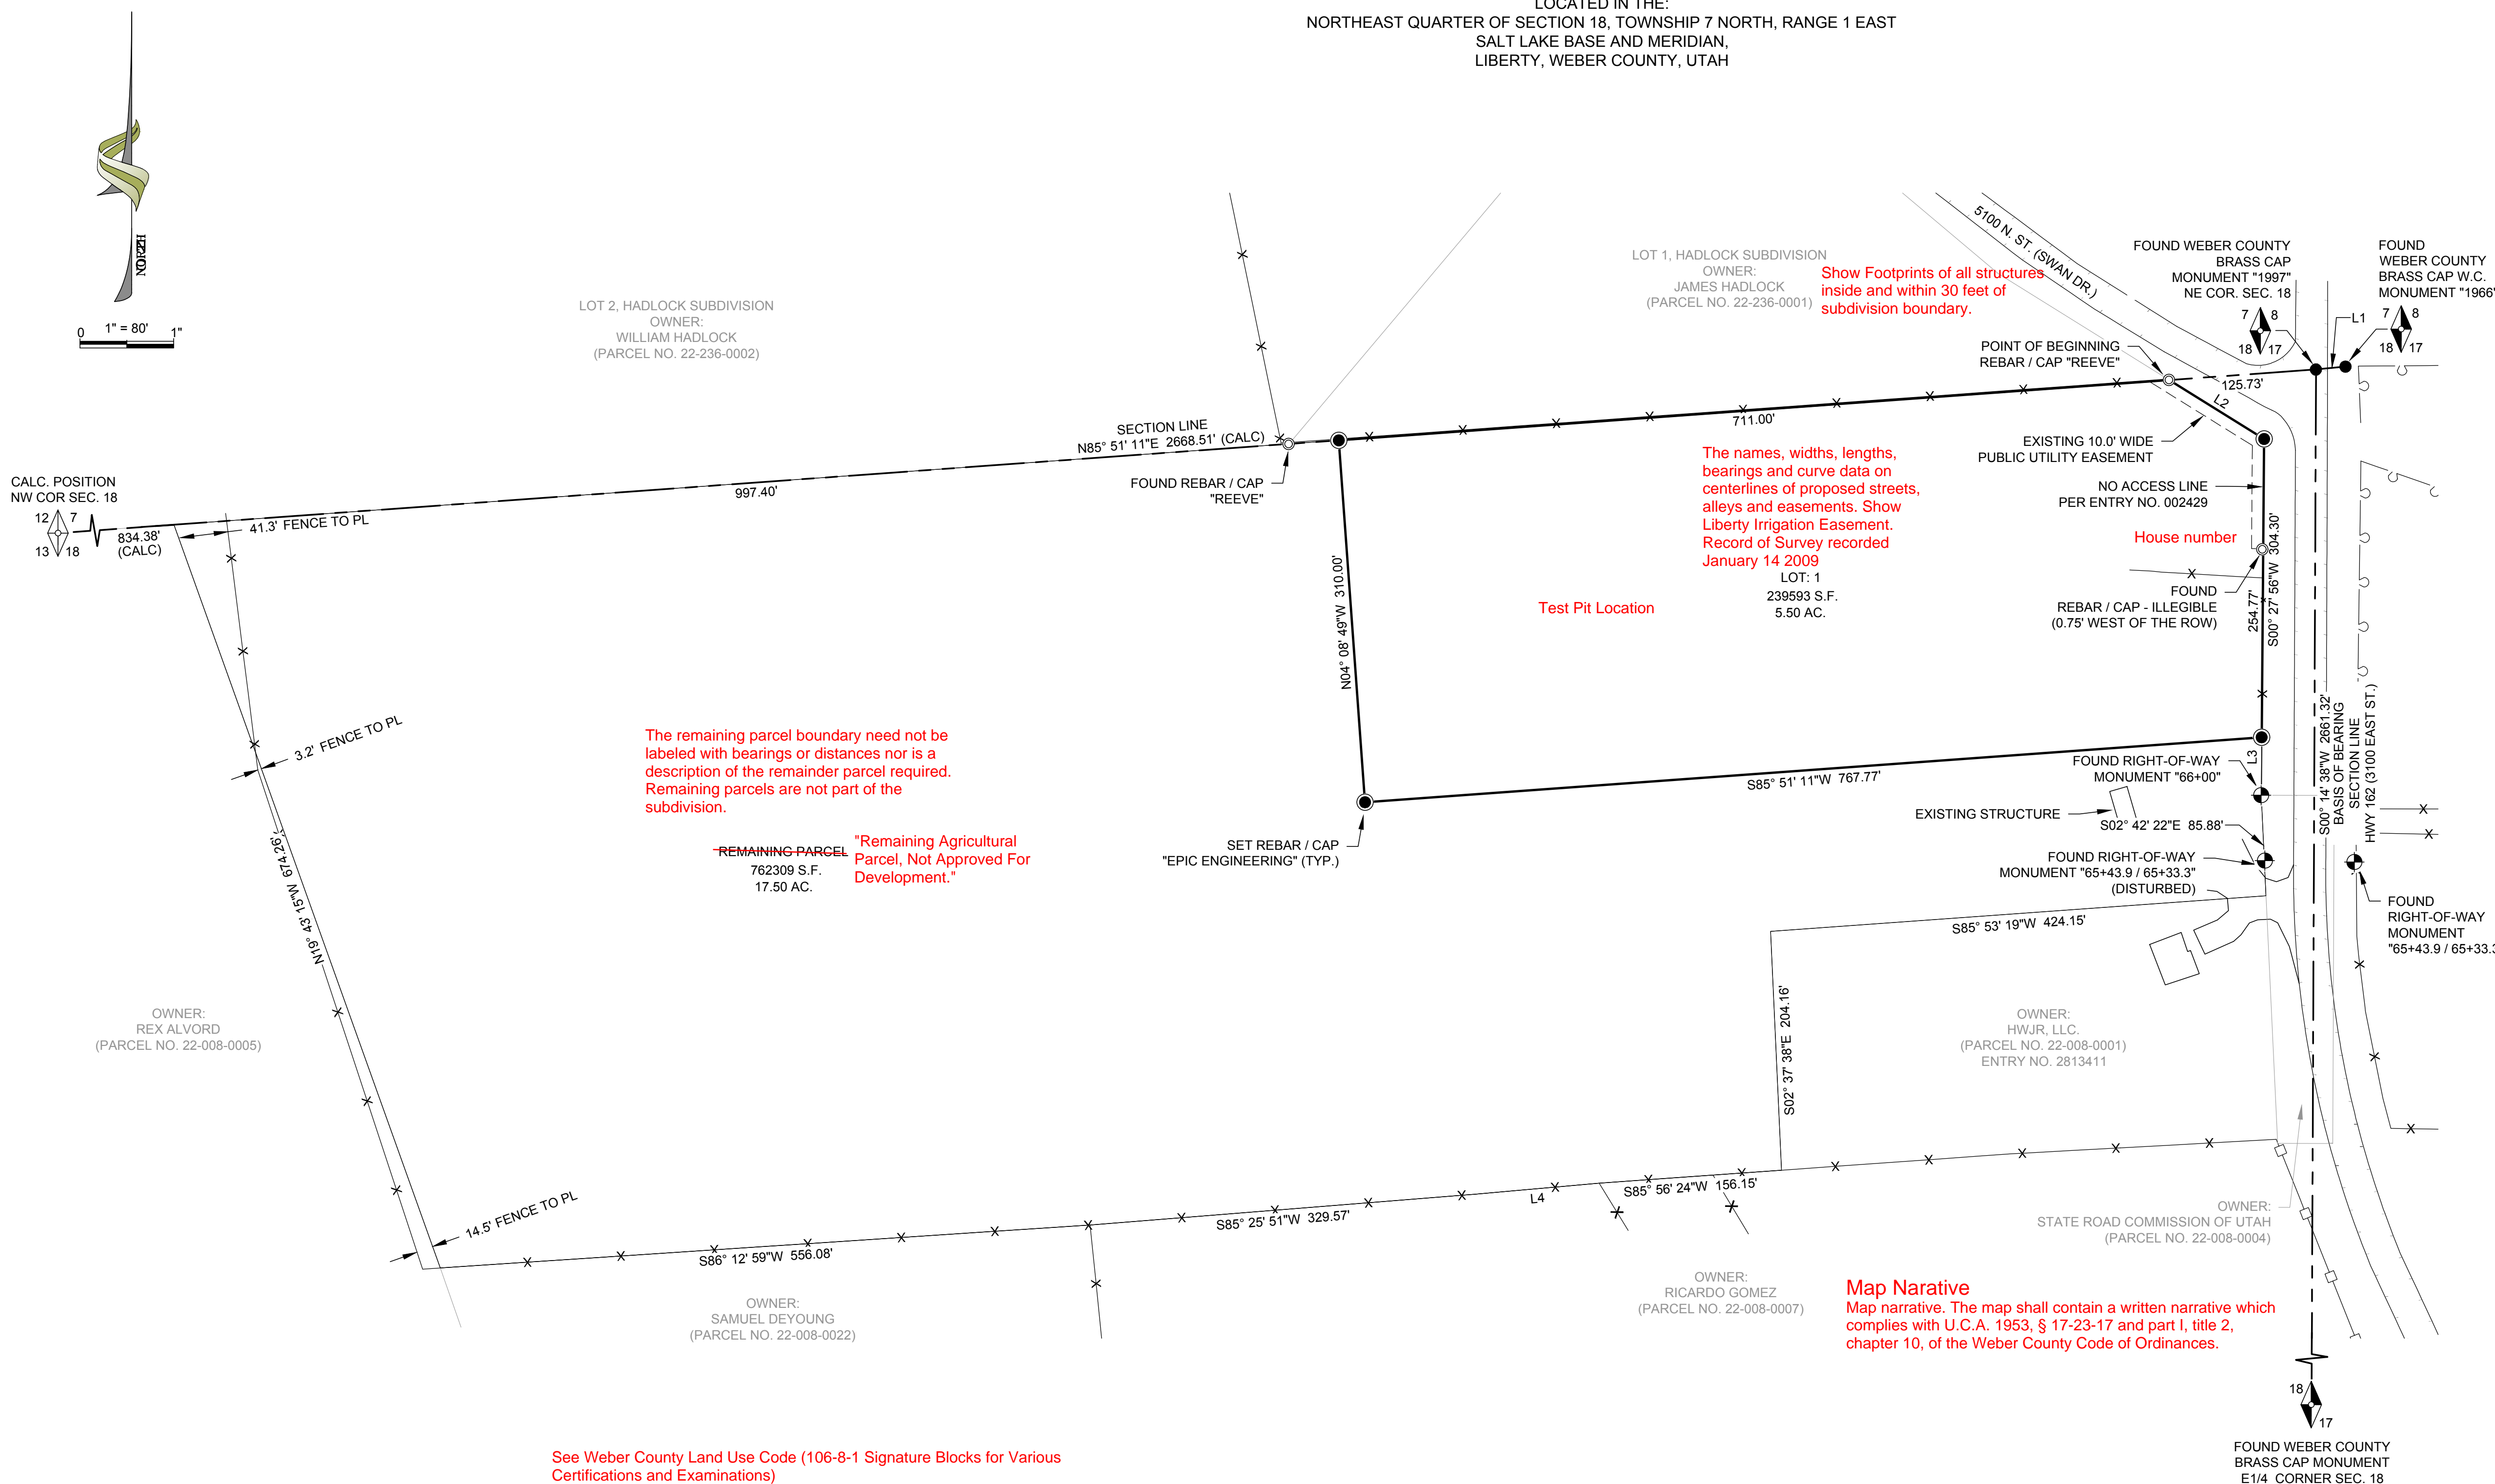 LOCATED IN THE:
NORTHEAST QUARTER OF SECTION 18, TOWNSHIP 7 NORTH, RANGE 1 EAST
SALT LAKE BASE AND MERIDIAN,
LIBERTY, WEBER COUNTY, UTAH
NORTH
0 1" = 80' 1"
LOT 2, HADLOCK SUBDIVISION
OWNER:
WILLIAM HADLOCK
(PARCEL NO. 22-236-0002)
LOT 1, HADLOCK SUBDIVISION
OWNER:
JAMES HADLOCK
(PARCEL NO. 22-236-0001)
Show Footprints of all structures
inside and within 30 feet of
subdivision boundary.
5100 N. ST. (SWAN DR.)
FOUND WEBER COUNTY
BRASS CAP
MONUMENT "1997"
NE COR. SEC. 18
7 8
18 17
FOUND
WEBER COUNTY
BRASS CAP W.C.
MONUMENT "1966"
7 8
18 17
L1
POINT OF BEGINNING
REBAR / CAP "REEVE"
125.73'
L2
711.00'
SECTION LINE
N85° 51' 11"E 2668.51' (CALC)
FOUND REBAR / CAP
"REEVE"
997.40'
CALC. POSITION
NW COR SEC. 18
12 7
13 18
834.38'
(CALC)
41.3' FENCE TO PL
EXISTING 10.0' WIDE
PUBLIC UTILITY EASEMENT
NO ACCESS LINE
PER ENTRY NO. 002429
House number
The names, widths, lengths,
bearings and curve data on
centerlines of proposed streets,
alleys and easements. Show
Liberty Irrigation Easement.
Record of Survey recorded
January 14 2009
LOT: 1
239593 S.F.
5.50 AC.
Test Pit Location
N04° 08' 49"W 310.00'
FOUND
REBAR / CAP - ILLEGIBLE
(0.75' WEST OF THE ROW)
254.77'
S00° 27' 56"W 304.30'
3.2' FENCE TO PL
The remaining parcel boundary need not be
labeled with bearings or distances nor is a
description of the remainder parcel required.
Remaining parcels are not part of the
subdivision.
REMAINING PARCEL
762309 S.F.
17.50 AC.
"Remaining Agricultural
Parcel, Not Approved For
Development."
SET REBAR / CAP
"EPIC ENGINEERING" (TYP.)
S85° 51' 11"W 767.77'
L3
FOUND RIGHT-OF-WAY
MONUMENT "66+00"
EXISTING STRUCTURE
S02° 42' 22"E 85.88'
FOUND RIGHT-OF-WAY
MONUMENT "65+43.9 / 65+33.3"
(DISTURBED)
S00° 14' 38"W 2661.32'
BASIS OF BEARING
SECTION LINE
HWY 162 (3100 EAST ST.)
FOUND
RIGHT-OF-WAY
MONUMENT
"65+43.9 / 65+33.3
N19° 43' 15"W 674.26'
S85° 53' 19"W 424.15'
S02° 37' 38"E 204.16'
OWNER:
REX ALVORD
(PARCEL NO. 22-008-0005)
OWNER:
HWJR, LLC.
(PARCEL NO. 22-008-0001)
ENTRY NO. 2813411
14.5' FENCE TO PL
S86° 12' 59"W 556.08'
S85° 25' 51"W 329.57'
L4
S85° 56' 24"W 156.15'
OWNER:
STATE ROAD COMMISSION OF UTAH
(PARCEL NO. 22-008-0004)
OWNER:
SAMUEL DEYOUNG
(PARCEL NO. 22-008-0022)
OWNER:
RICARDO GOMEZ
(PARCEL NO. 22-008-0007)
Map Narative
Map narrative. The map shall contain a written narrative which
complies with U.C.A. 1953, § 17-23-17 and part I, title 2,
chapter 10, of the Weber County Code of Ordinances.
18
17
FOUND WEBER COUNTY
BRASS CAP MONUMENT
E1/4 CORNER SEC. 18
See Weber County Land Use Code (106-8-1 Signature Blocks for Various
Certifications and Examinations)